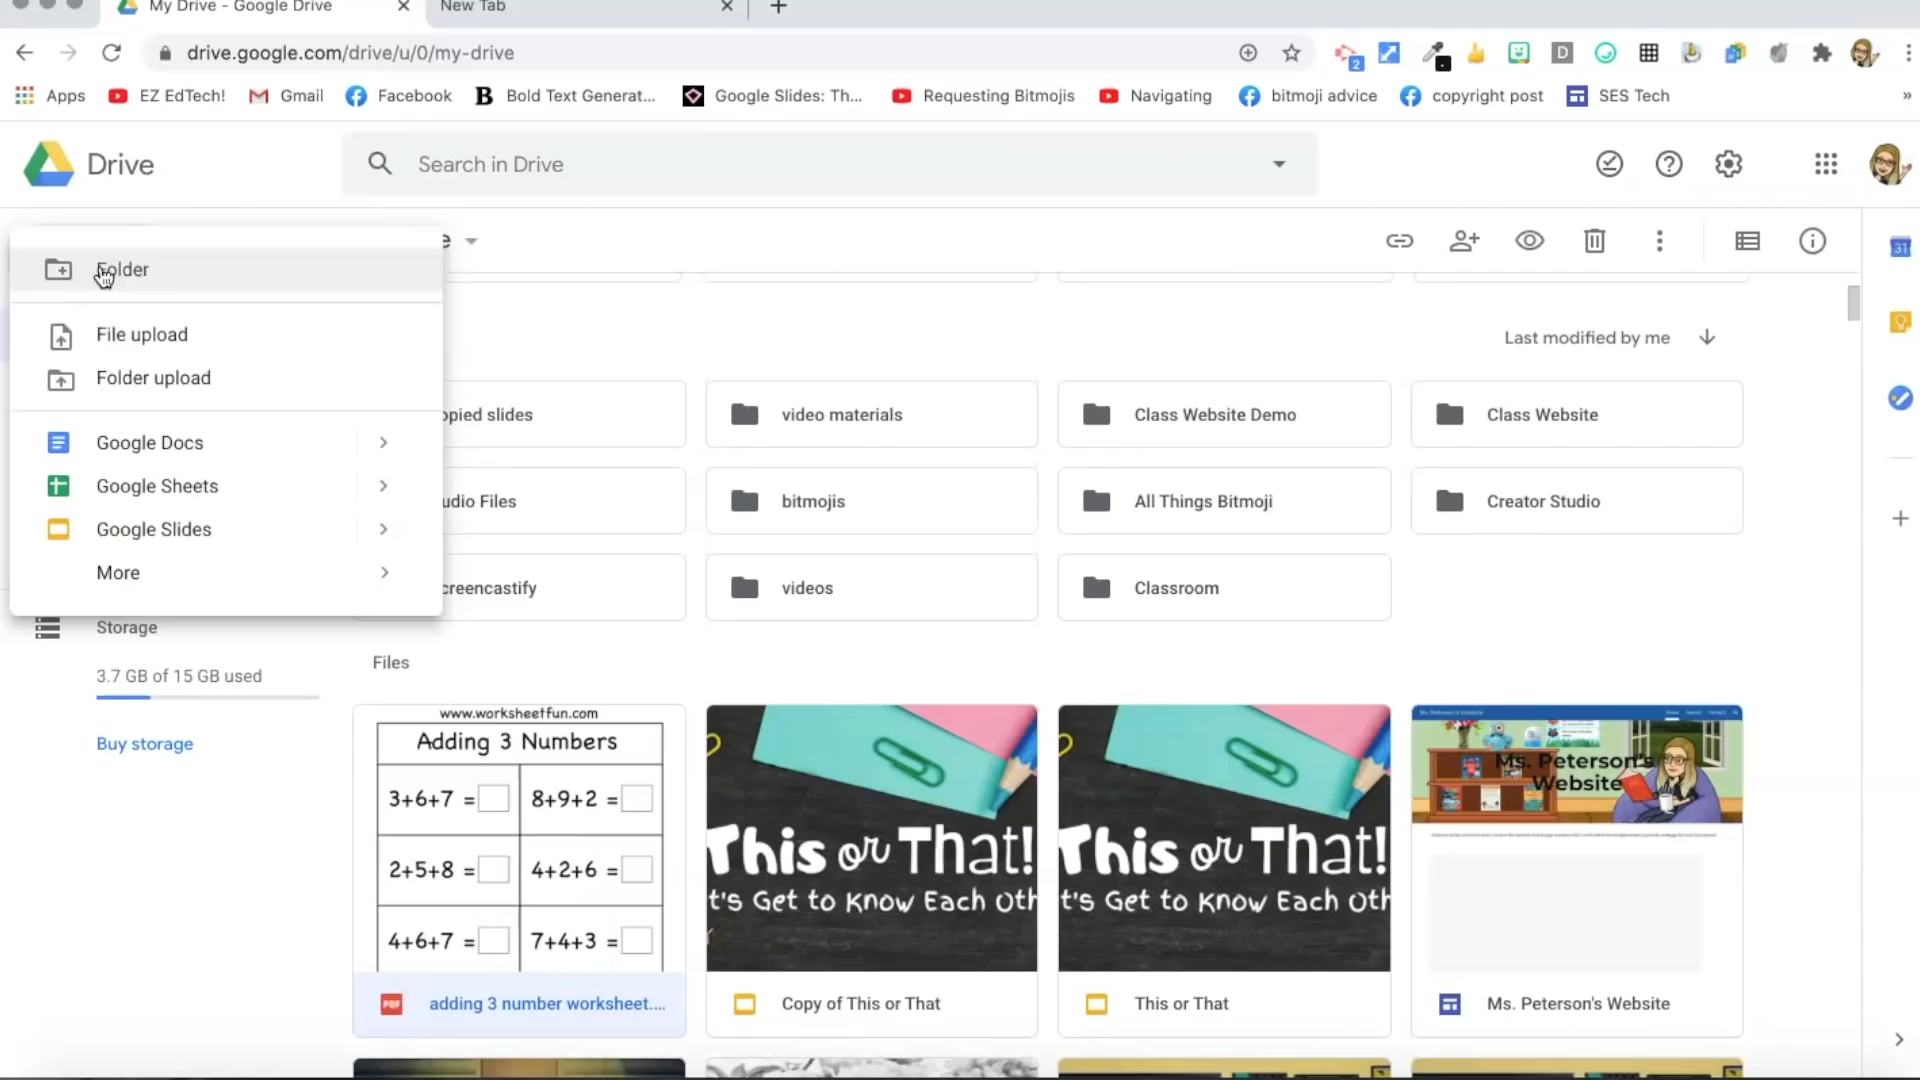 My Drive - Google Drive
New Tab
drive.google.com/drive/u/0/my-drive
2
D
Apps
EZ EdTech!
Gmail
Facebook
B Bold Text Generat...
Google Slides: Th...
Requesting Bitmojis
Navigating
bitmoji advice
copyright post
SES Tech
»
Drive
Search in Drive
e
Folder
File upload
Folder upload
Google Docs
Google Sheets
Google Slides
More
Storage
3.7 GB of 15 GB used
Buy storage
31
Last modified by me
opied slides
video materials
Class Website Demo
Class Website
udio Files
bitmojis
All Things Bitmoji
Creator Studio
creencastify
videos
Classroom
Files
www.worksheetfun.com
Adding 3 Numbers
3+6+7 =
8+9+2 =
2+5+8 =
4+2+6 =
4+6+7 =
7+4+3 =
PDF adding 3 number worksheet....
This or That!
t's Get to Know Each Oth
Copy of This or That
This or That!
t's Get to Know Each Oth
This or That
Ms. Peterson's
Website
Ms. Peterson's Website